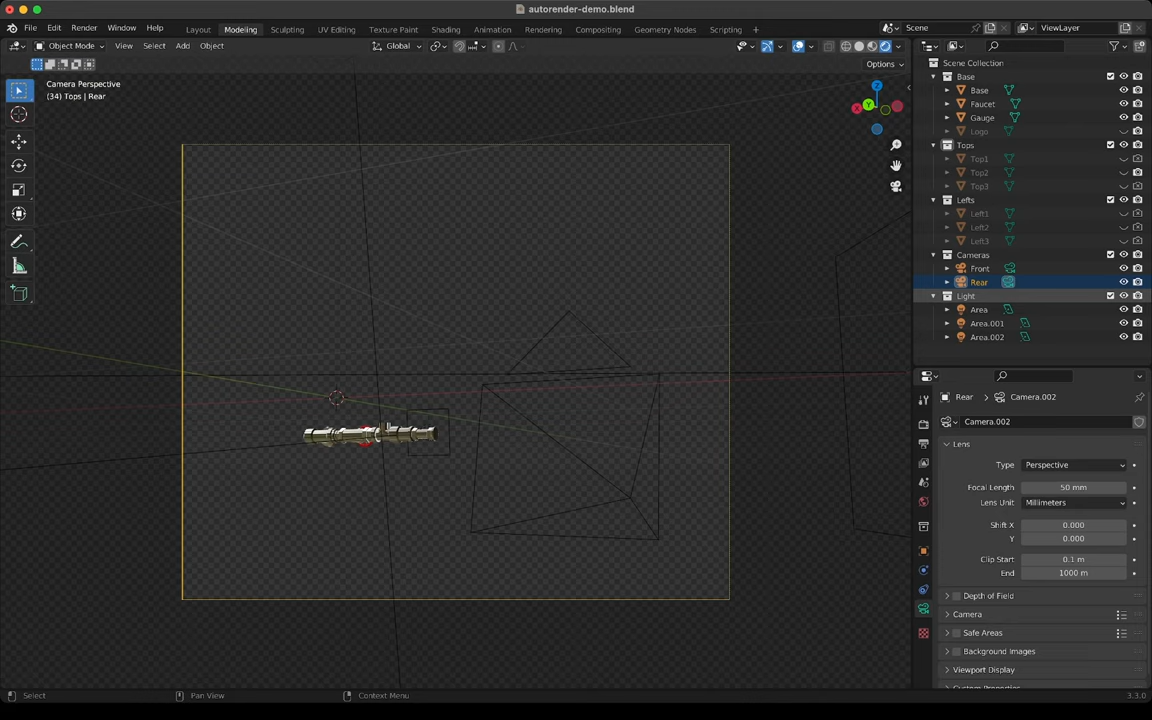 autorender-demo.blend
File Edit Render Window Help Layout Modeling Sculpting UV Editing Texture Paint Shading Animation Rendering Compositing Geometry Nodes Scripting + Scene ViewLayer
Object Mode View Select Add Object Global
Options
Camera Perspective
(34) Tops | Rear
Z
Y
X
Scene Collection
Base
Base
Faucet
Gauge
Logo
Tops
Top1
Top2
Top3
Lefts
Left1
Left2
Left3
Cameras
Front
Rear
Light
Area
Area.001
Area.002
Rear > Camera.002
Camera.002
Lens
Type Perspective
Focal Length 50 mm
Lens Unit Millimeters
Shift X 0.000
Y 0.000
Clip Start 0.1 m
End 1000 m
Depth of Field
Camera
Safe Areas
Background Images
Viewport Display
Custom Properties
Select Pan View Context Menu 3.3.0